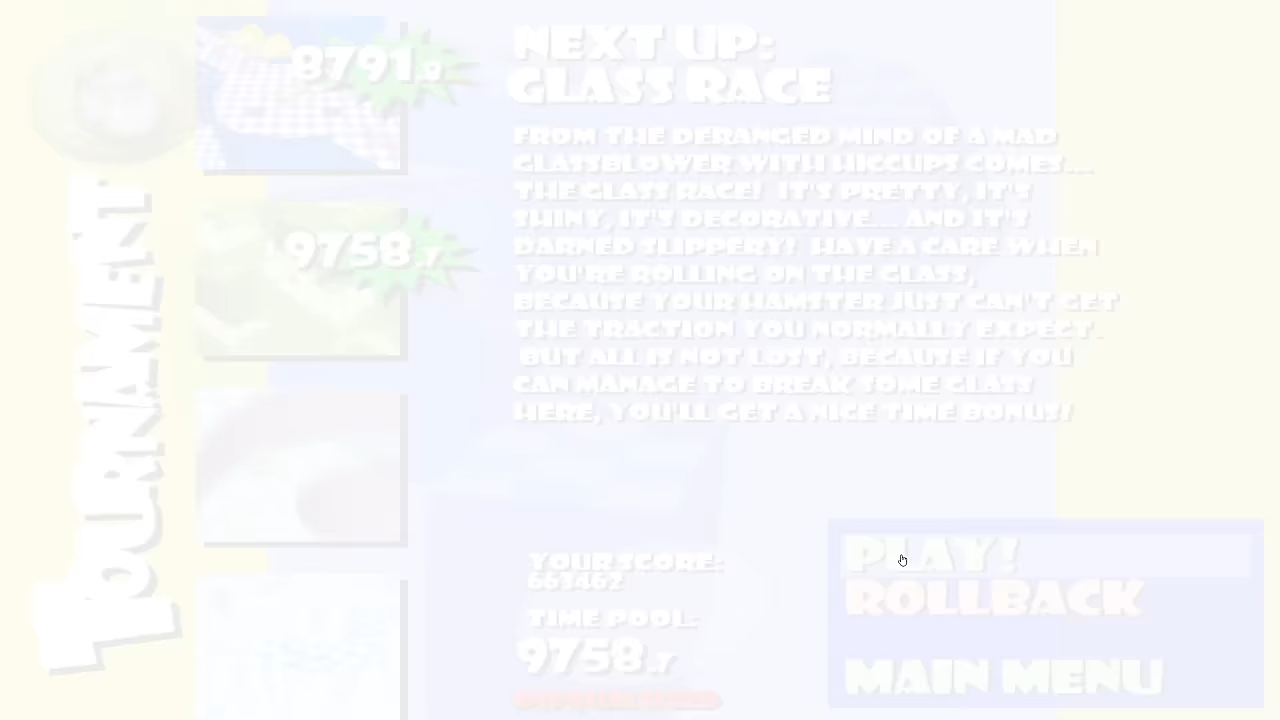 TOURNAMENT
8791.8
9758.7
NEXT UP:
GLASS RACE
FROM THE DERANGED MIND OF A MAD
GLASSBLOWER WITH HICCUPS COMES...
THE GLASS RACE! IT'S PRETTY, IT'S
SHINY, IT'S DECORATIVE... AND IT'S
DARNED SLIPPERY! HAVE A CARE WHEN
YOU'RE ROLLING ON THE GLASS,
BECAUSE YOUR HAMSTER JUST CAN'T GET
THE TRACTION YOU NORMALLY EXPECT.
BUT ALL IS NOT LOST, BECAUSE IF YOU
CAN MANAGE TO BREAK SOME GLASS
HERE, YOU'LL GET A NICE TIME BONUS!
YOUR SCORE:
663462
TIME POOL:
9758.7
PLAY!
ROLLBACK
MAIN MENU